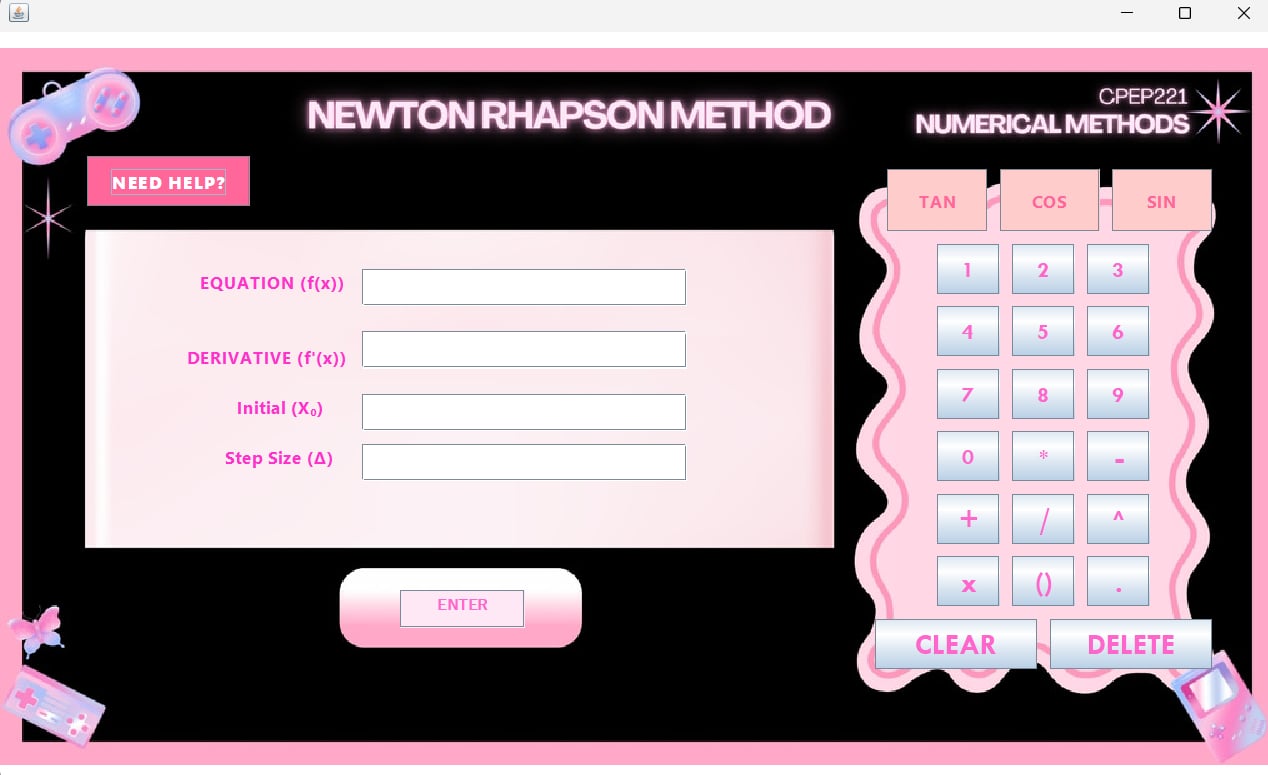 NEWTON RHAPSON METHOD
CPEP221
NUMERICAL METHODS
NEED HELP?
TAN COS SIN
EQUATION (f(x))
DERIVATIVE (f'(x))
Initial (X₀)
Step Size (Δ)
1 2 3
4 5 6
7 8 9
0 * -
+ / ^
x () .
ENTER
CLEAR DELETE